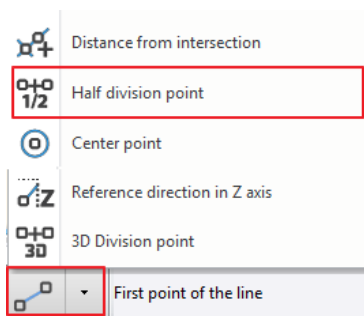 Distance from intersection
1/2
Half division point
Center point
Z
Reference direction in Z axis
3D
3D Division point
First point of the line